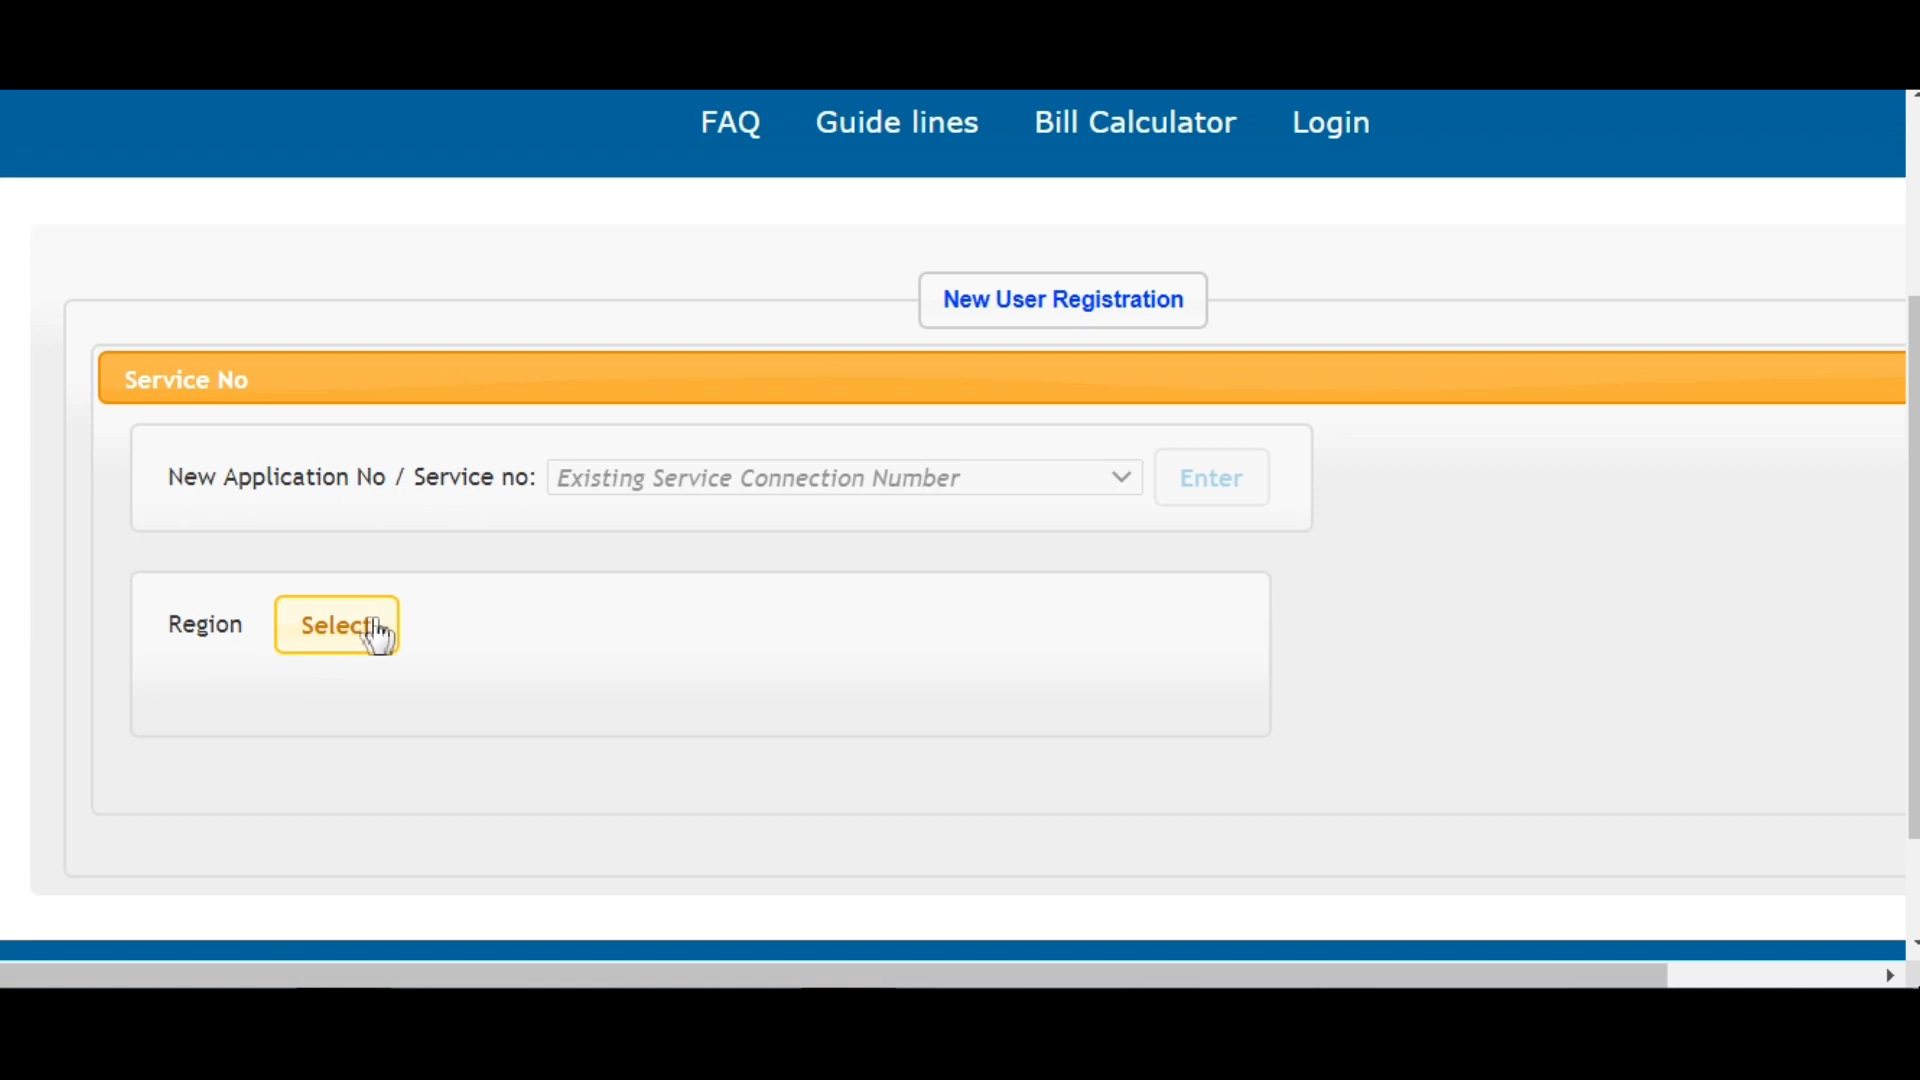 FAQ Guide lines Bill Calculator Login
New User Registration
Service No
New Application No / Service no: Existing Service Connection Number Enter
Region Select